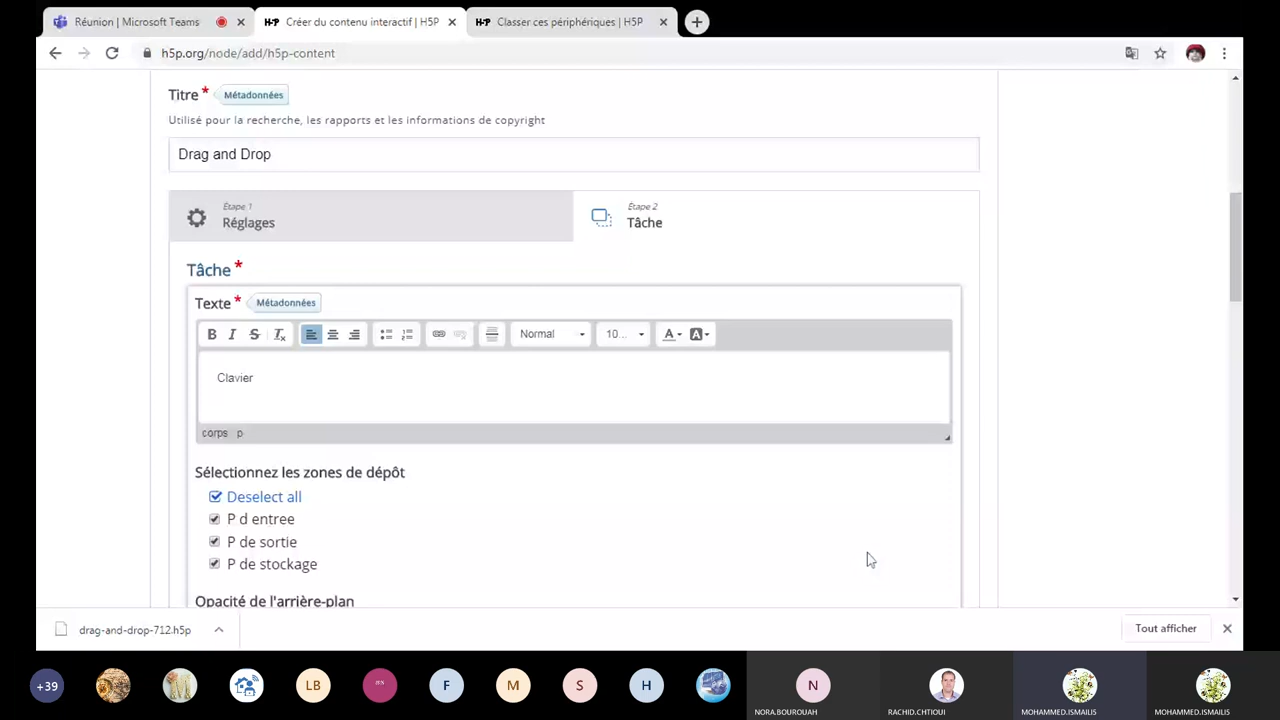 Réunion | Microsoft Teams
H-P Créer du contenu interactif | H5P
H-P Classer ces périphériques | H5P
h5p.org/node/add/h5p-content
Titre * Métadonnées
Utilisé pour la recherche, les rapports et les informations de copyright
Drag and Drop
Étape 1
Réglages
Étape 2
Tâche
Tâche *
Texte * Métadonnées
B I S Tx Normal 10... A A
Clavier
corps p
Sélectionnez les zones de dépôt
Deselect all
P d entree
P de sortie
P de stockage
Opacité de l'arrière-plan
drag-and-drop-712.h5p
Tout afficher
+39 LB F M S H N
NORA.BOUROUAH RACHID.CHTIOUI MOHAMMED.ISMAILIS MOHAMMED.ISMAILIS